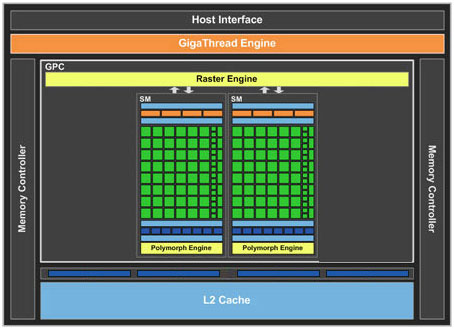 Host Interface
GigaThread Engine
GPC
Raster Engine
SM
SM
Memory Controller
Memory Controller
Polymorph Engine
Polymorph Engine
L2 Cache